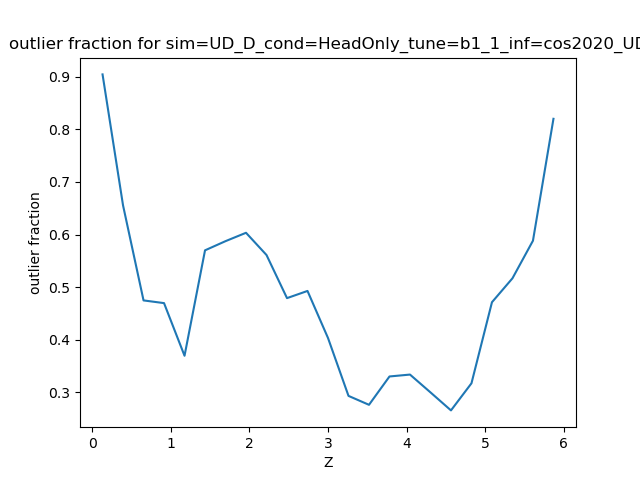 outlier fraction for sim=UD_D_cond=HeadOnly_tune=b1_1_inf=cos2020_UD
0.9
0.8
0.7
0.6
0.5
0.4
0.3
outlier fraction
0 1 2 3 4 5 6
Z